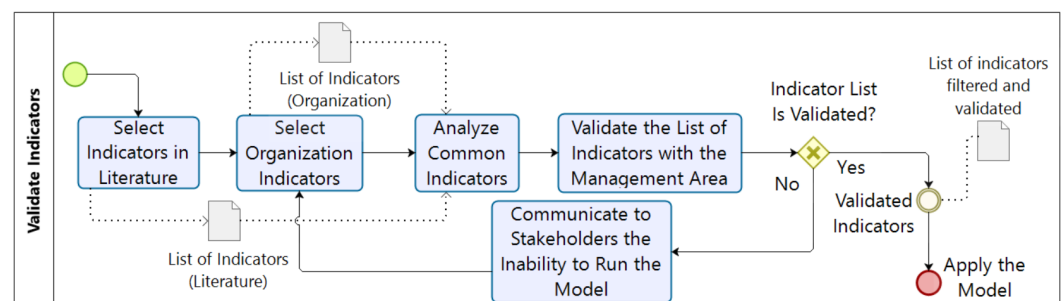 Validate Indicators
List of Indicators
(Organization)
Select
Indicators in
Literature
Select
Organization
Indicators
Analyze
Common
Indicators
Validate the List of
Indicators with the
Management Area
Indicator List
Is Validated?
Yes
No
List of indicators
filtered and
validated
Validated
Indicators
Communicate to
Stakeholders the
Inability to Run the
Model
List of Indicators
(Literature)
Apply the
Model